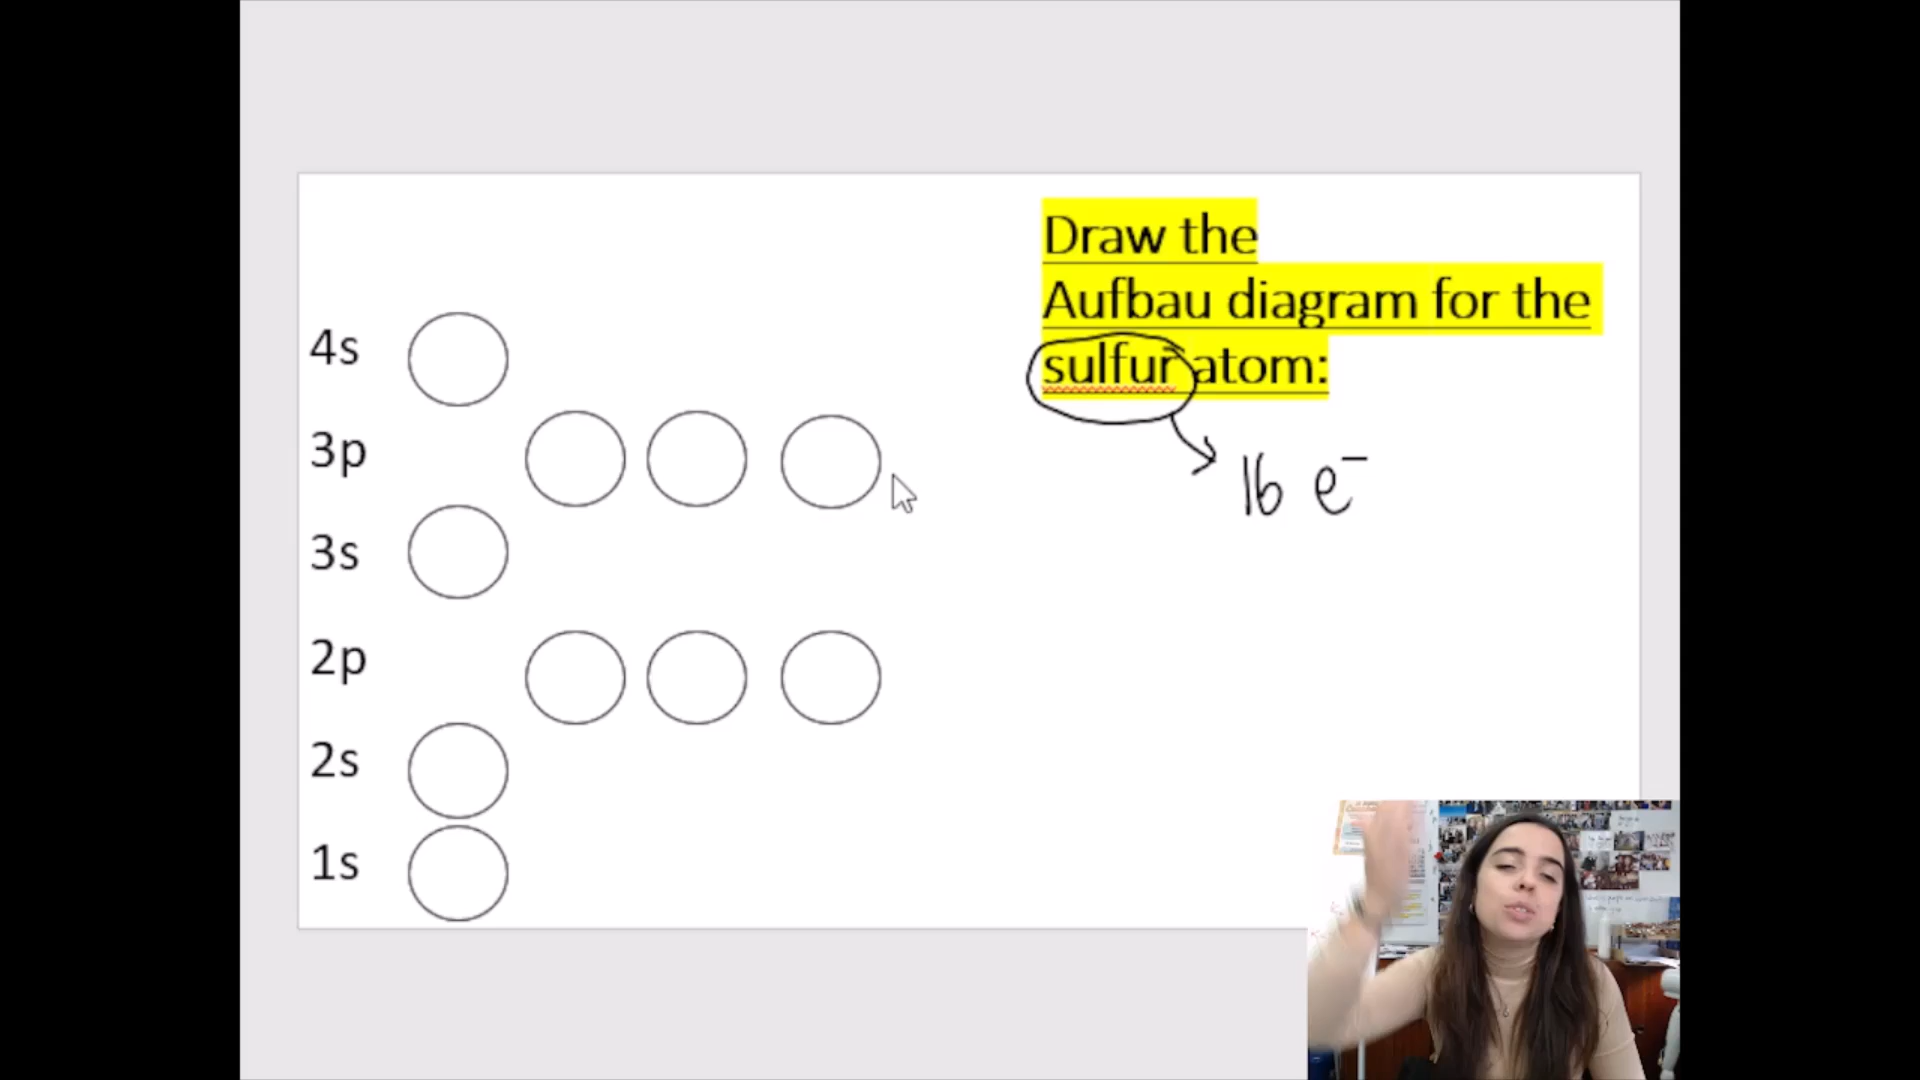 Draw the
Aufbau diagram for the
sulfur atom:
16 e⁻
4s
3p
3s
2p
2s
1s